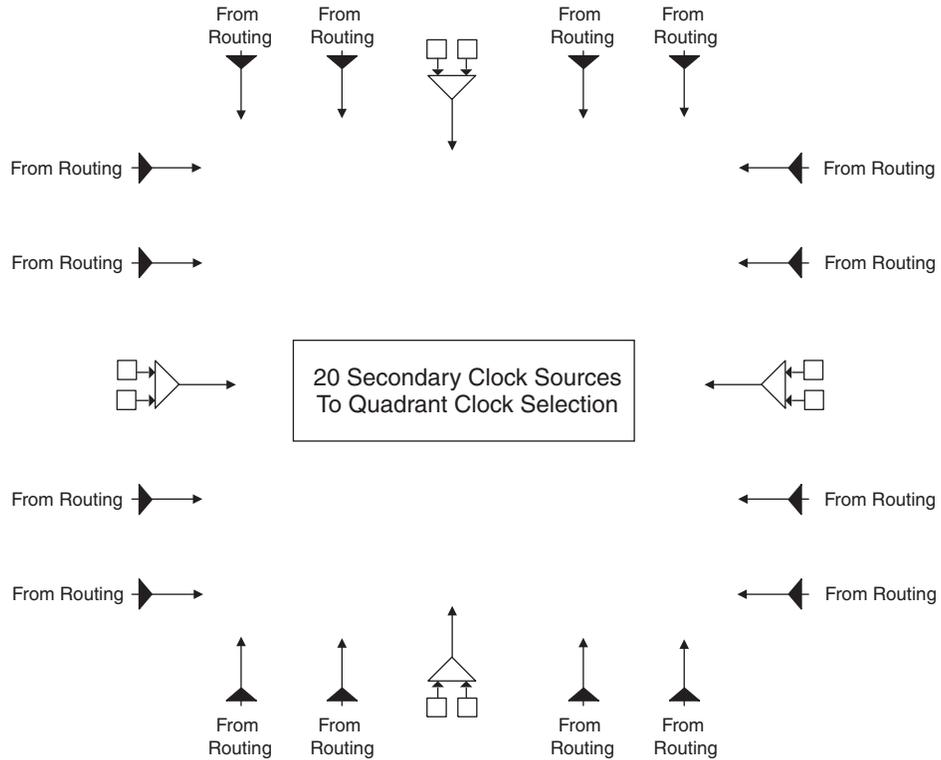 From
Routing
From
Routing
From
Routing
From
Routing
From Routing
From Routing
From Routing
From Routing
20 Secondary Clock Sources
To Quadrant Clock Selection
From Routing
From Routing
From Routing
From Routing
From
Routing
From
Routing
From
Routing
From
Routing